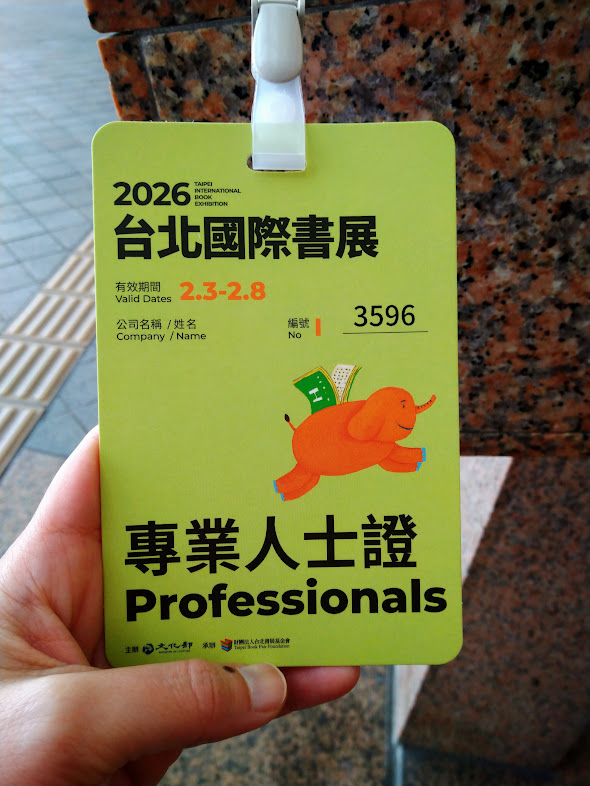 2026 TAIPEI
INTERNATIONAL
BOOK
EXHIBITION
台北國際書展
有效期間
Valid Dates 2.3-2.8
公司名稱 / 姓名
Company / Name
編號
No
3596
H
專業人士證
Professionals
主辦 文化部 MINISTRY OF CULTURE 承辦 財團法人台北書展基金會
Taipei Book Fair Foundation